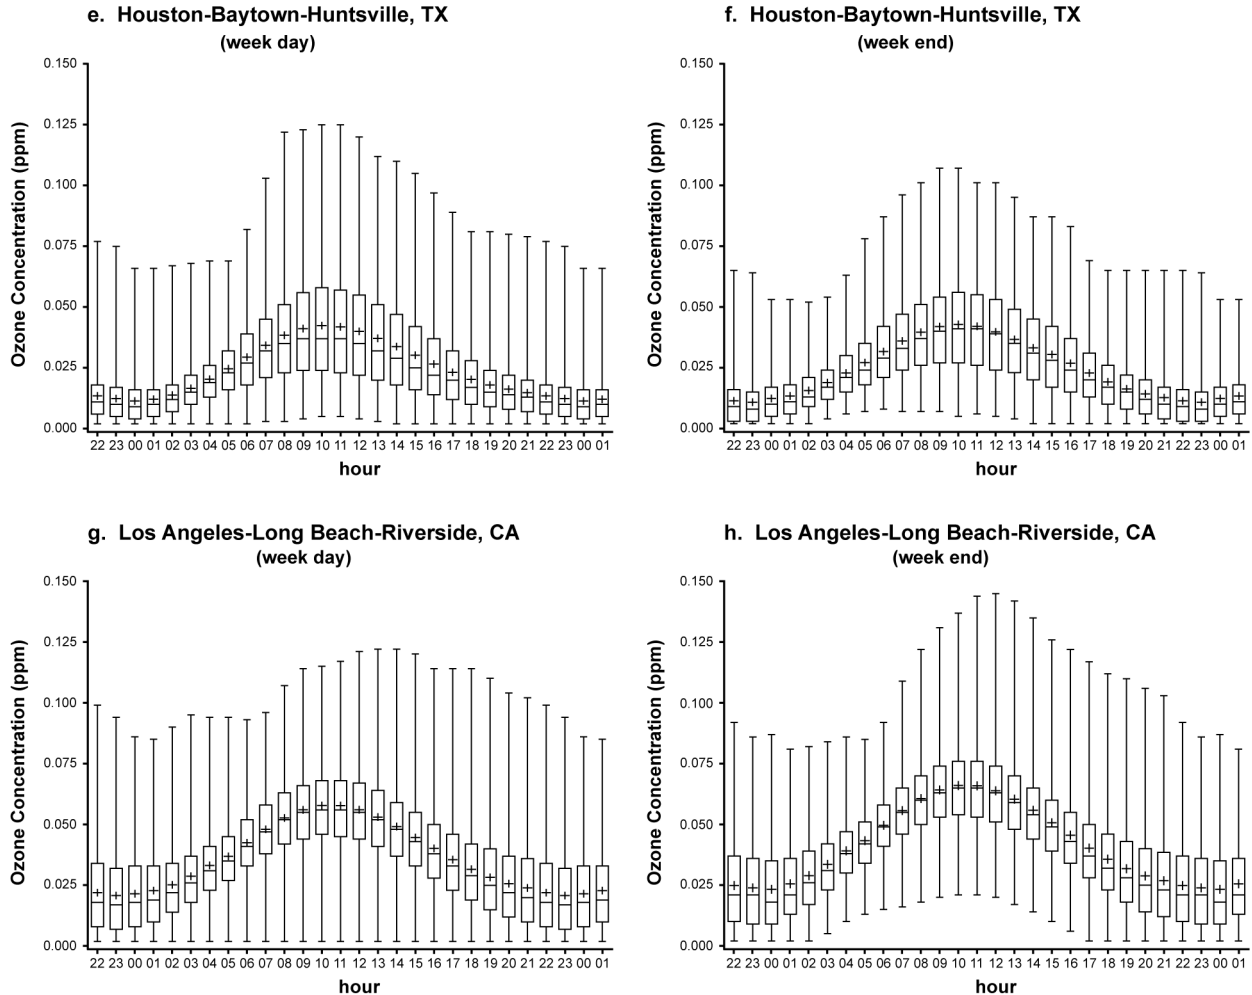 e. Houston-Baytown-Huntsville, TX
(week day)
Ozone Concentration (ppm)
0.150
0.125
0.100
0.075
0.050
0.025
0.000
22 23 00 01 02 03 04 05 06 07 08 09 10 11 12 13 14 15 16 17 18 19 20 21 22 23 00 01
hour
f. Houston-Baytown-Huntsville, TX
(week end)
Ozone Concentration (ppm)
0.150
0.125
0.100
0.075
0.050
0.025
0.000
22 23 00 01 02 03 04 05 06 07 08 09 10 11 12 13 14 15 16 17 18 19 20 21 22 23 00 01
hour
g. Los Angeles-Long Beach-Riverside, CA
(week day)
Ozone Concentration (ppm)
0.150
0.125
0.100
0.075
0.050
0.025
0.000
22 23 00 01 02 03 04 05 06 07 08 09 10 11 12 13 14 15 16 17 18 19 20 21 22 23 00 01
hour
h. Los Angeles-Long Beach-Riverside, CA
(week end)
Ozone Concentration (ppm)
0.150
0.125
0.100
0.075
0.050
0.025
0.000
22 23 00 01 02 03 04 05 06 07 08 09 10 11 12 13 14 15 16 17 18 19 20 21 22 23 00 01
hour